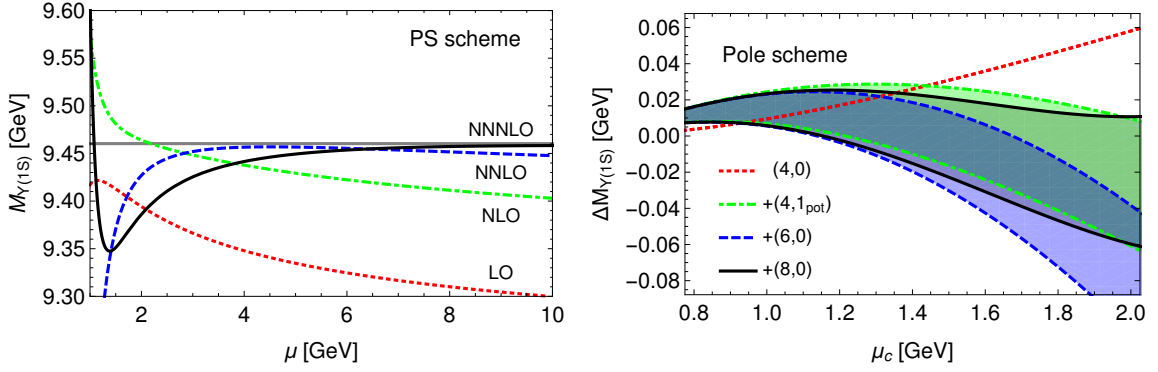 PS scheme
M_Υ(1S) [GeV]
9.60
9.55
9.50
9.45
9.40
9.35
9.30
NNNLO
NNLO
NLO
LO
2
4
6
8
10
μ [GeV]
Pole scheme
ΔM_Υ(1S) [GeV]
0.06
0.04
0.02
0.00
−0.02
−0.04
−0.06
−0.08
(4,0)
+(4,1_pot)
+(6,0)
+(8,0)
0.8
1.0
1.2
1.4
1.6
1.8
2.0
μ_c [GeV]